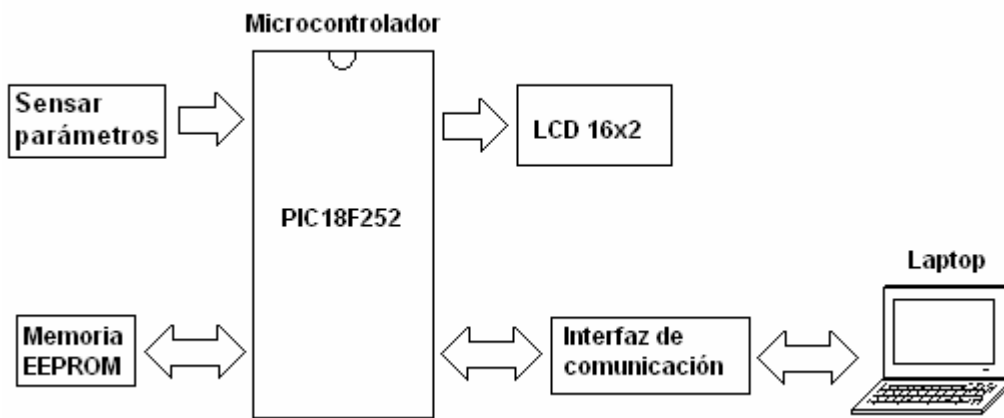 Microcontrolador
Sensar
parámetros
LCD 16x2
PIC18F252
Laptop
Memoria
EEPROM
Interfaz de
comunicación